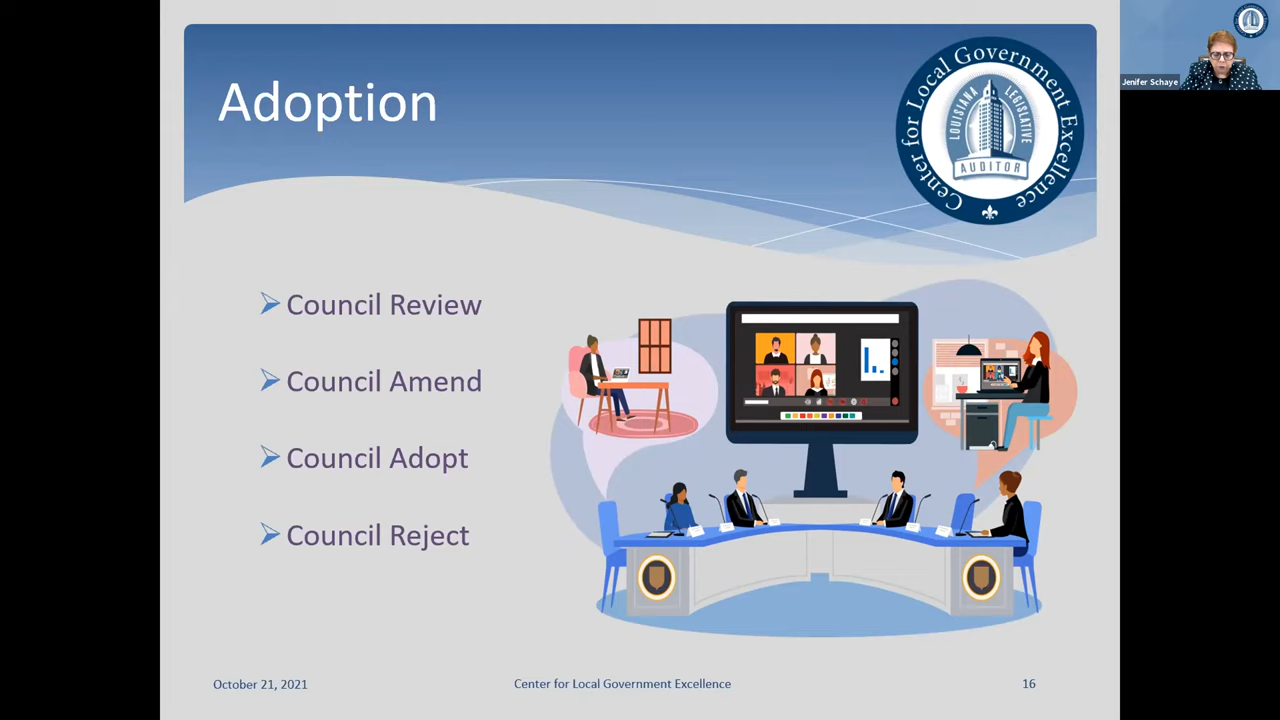 Adoption
Center for Local Government Excellence
LOUISIANA LEGISLATIVE
AUDITOR
Jenifer Schaye
Council Review
Council Amend
Council Adopt
Council Reject
October 21, 2021
Center for Local Government Excellence
16